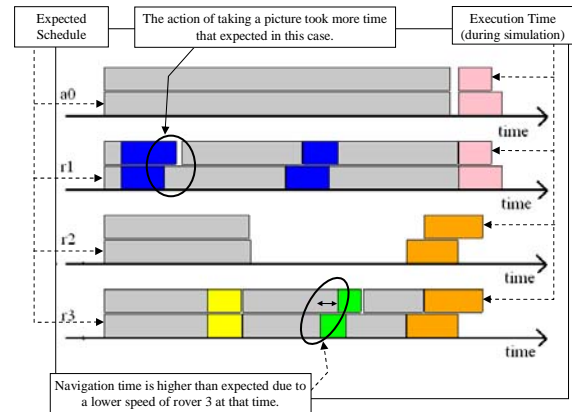 Expected
Schedule
The action of taking a picture took more time
that expected in this case.
Execution Time
(during simulation)
a0
time
r1
time
r2
time
r3
time
Navigation time is higher than expected due to
a lower speed of rover 3 at that time.